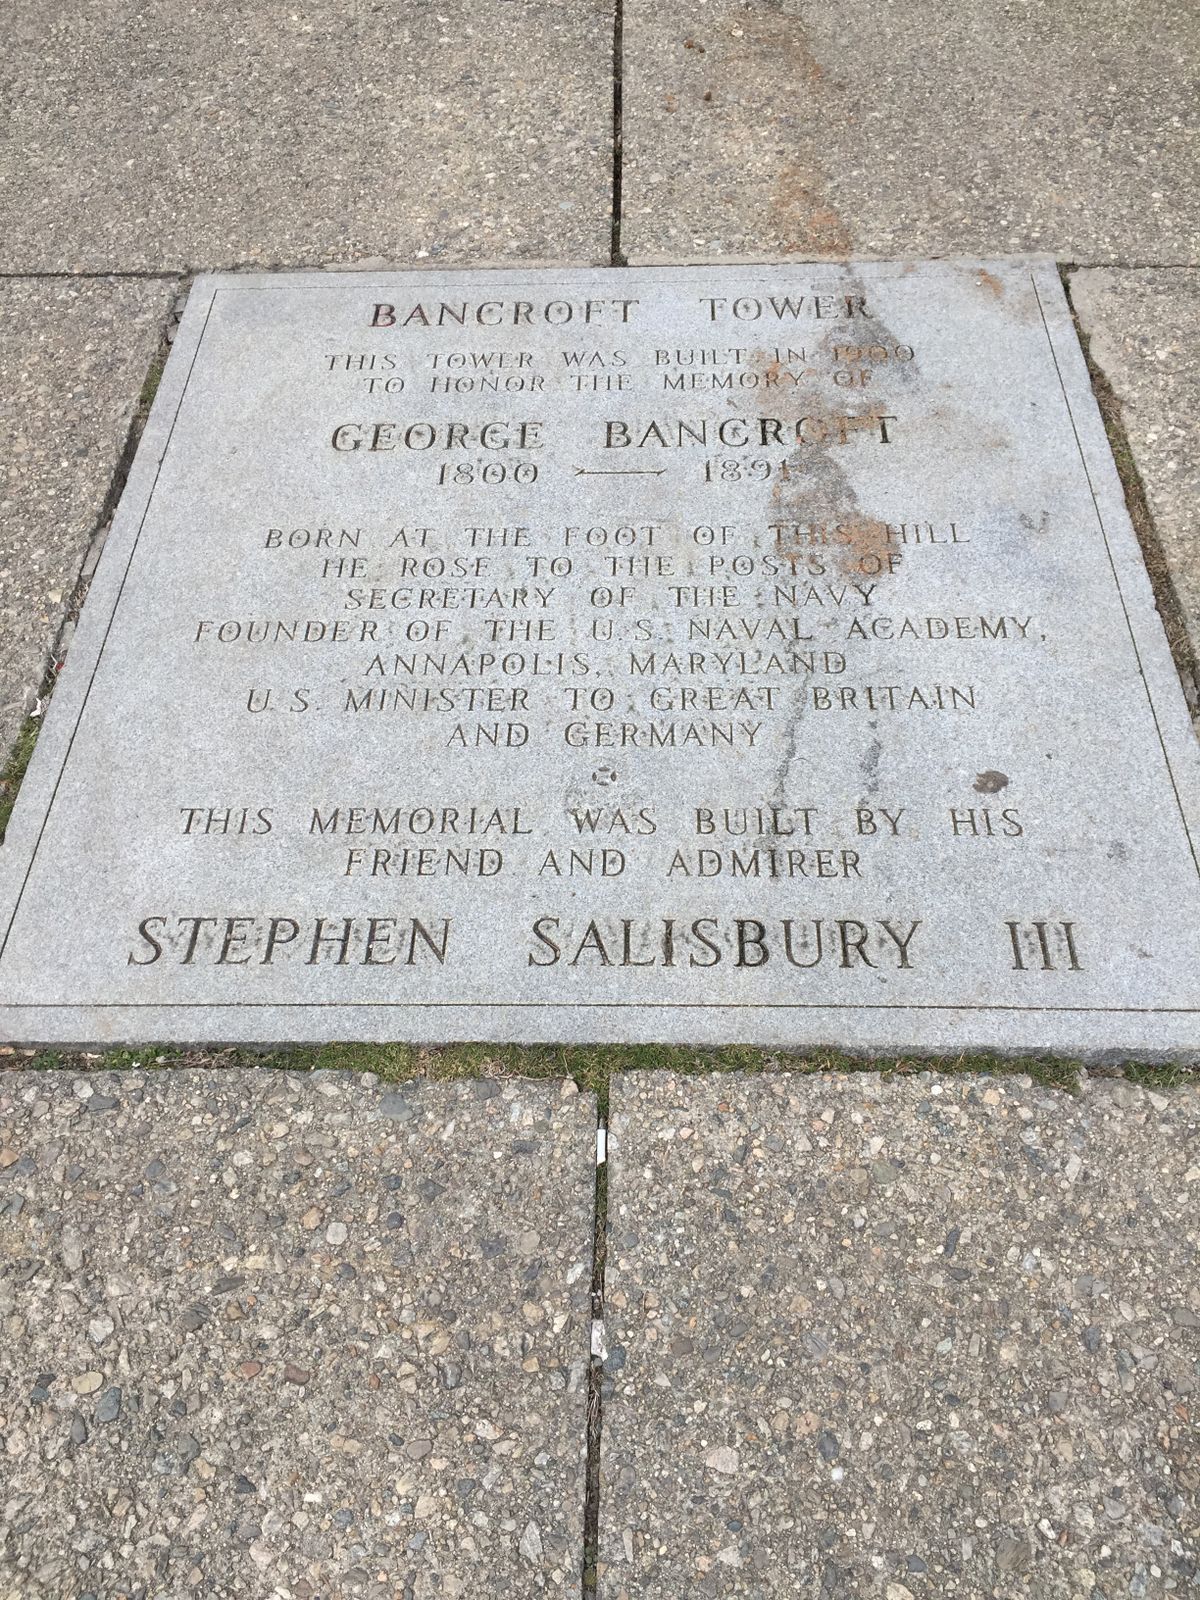 BANCROFT TOWER
THIS TOWER WAS BUILT IN 1900
TO HONOR THE MEMORY OF
GEORGE BANCROFT
1800 — 1891
BORN AT THE FOOT OF THIS HILL
HE ROSE TO THE POSTS OF
SECRETARY OF THE NAVY
FOUNDER OF THE U.S. NAVAL ACADEMY,
ANNAPOLIS, MARYLAND
U.S. MINISTER TO GREAT BRITAIN
AND GERMANY
THIS MEMORIAL WAS BUILT BY HIS
FRIEND AND ADMIRER
STEPHEN SALISBURY III